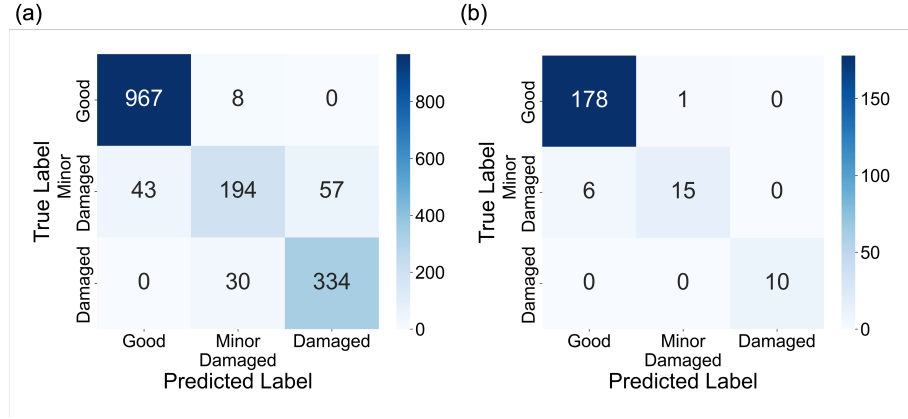 (a)
(b)
True Label
Good
Minor
Damaged
Damaged
967 8 0
43 194 57
0 30 334
800
600
400
200
0
Good Minor Damaged
Damaged
Predicted Label
True Label
Good
Minor
Damaged
Damaged
178 1 0
6 15 0
0 0 10
150
100
50
0
Good Minor Damaged
Damaged
Predicted Label